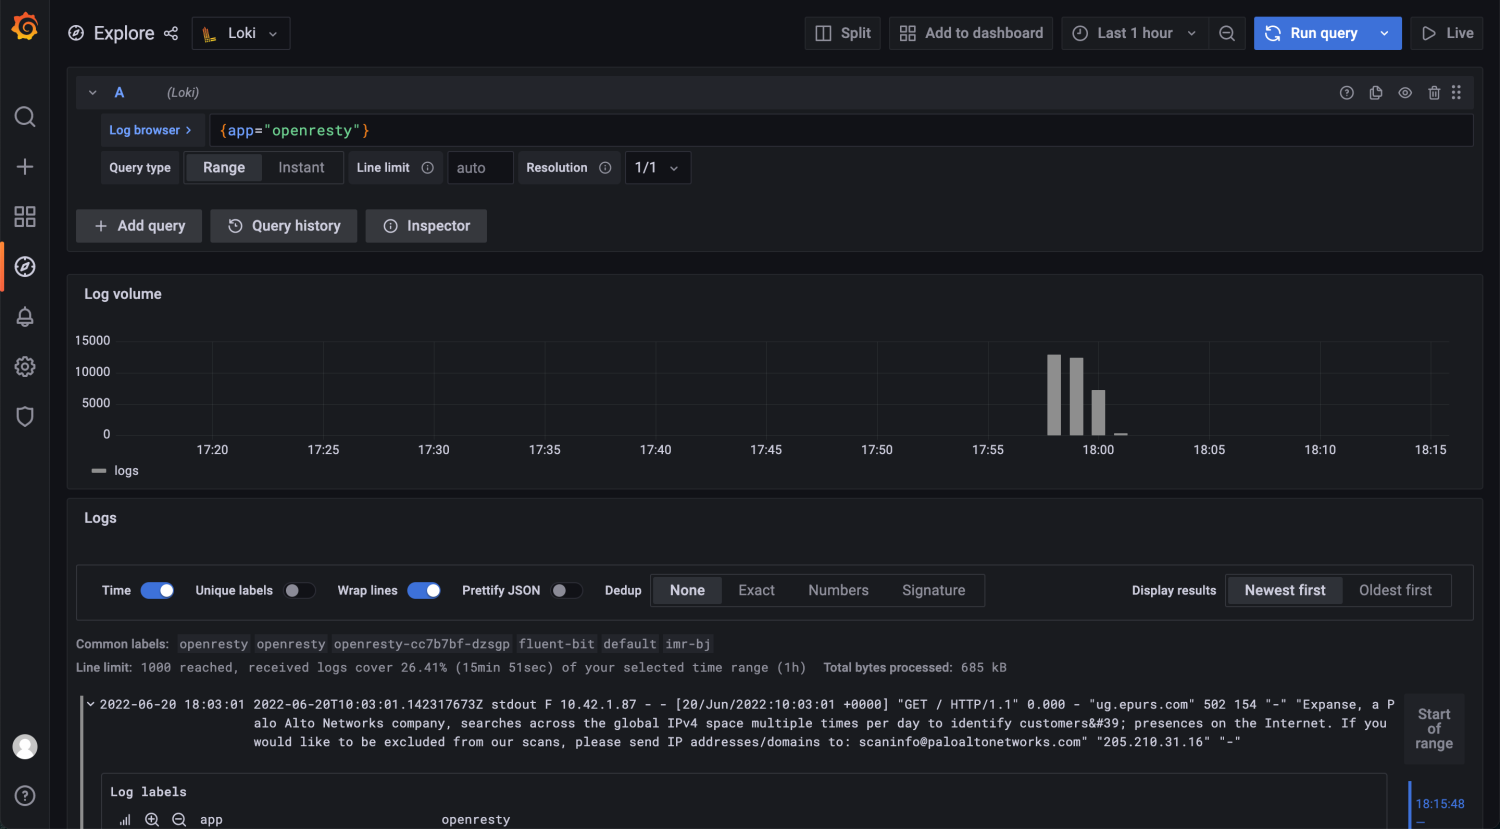 Explore Loki Split Add to dashboard Last 1 hour Run query Live
A (Loki)
Log browser {app="openresty"}
Query type Range Instant Line limit auto Resolution 1/1
Add query Query history Inspector
Log volume
15000
10000
5000
0
17:20 17:25 17:30 17:35 17:40 17:45 17:50 17:55 18:00 18:05 18:10 18:15
logs
Logs
Time Unique labels Wrap lines Prettify JSON Dedup None Exact Numbers Signature Display results Newest first Oldest first
Common labels: openresty openresty openresty-cc7b7bf-dzsgp fluent-bit default imr-bj
Line limit: 1000 reached, received logs cover 26.41% (15min 51sec) of your selected time range (1h) Total bytes processed: 685 kB
2022-06-20 18:03:01 2022-06-20T10:03:01.142317673Z stdout F 10.42.1.87 - - [20/Jun/2022:10:03:01 +0000] "GET / HTTP/1.1" 0.000 - "ug.epurs.com" 502 154 "-" "Expanse, a P
alo Alto Networks company, searches across the global IPv4 space multiple times per day to identify customers&#39; presences on the Internet. If you
would like to be excluded from our scans, please send IP addresses/domains to: scaninfo@paloaltonetworks.com" "205.210.31.16" "-"
Start
of
range
Log labels
app openresty
18:15:48
—